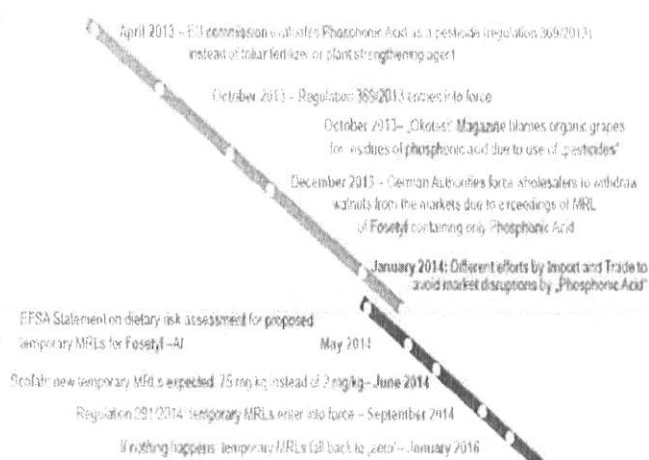 April 2013 – EU commission evaluates Phosphonic Acid as a pesticide (regulation 369/2013)
instead of foliar fertilizer or plant strengthening agent
October 2013 – Regulation 369/2013 entries into force
October 2013– „Ökotest“ Magazine blames organic grapes
for residues of phosphonic acid due to use of „pesticides“
December 2013 – German Authorities force wholesalers to withdraw
walnuts from the markets due to exceedings of MRL
of Fosetyl containing only Phosphonic Acid
January 2014: Different efforts by Import and Trade to
avoid market disruptions by „Phosphonic Acid“
EFSA Statement on dietary risk assessment for proposed
temporary MRLs for Fosetyl –Al May 2014
Scofah: new temporary MRLs expected: 75 mg/kg instead of 2 mg/kg – June 2014
Regulation 991/2014: temporary MRLs enter into force – September 2014
If nothing happens: temporary MRLs fall back to „zero“ – January 2016